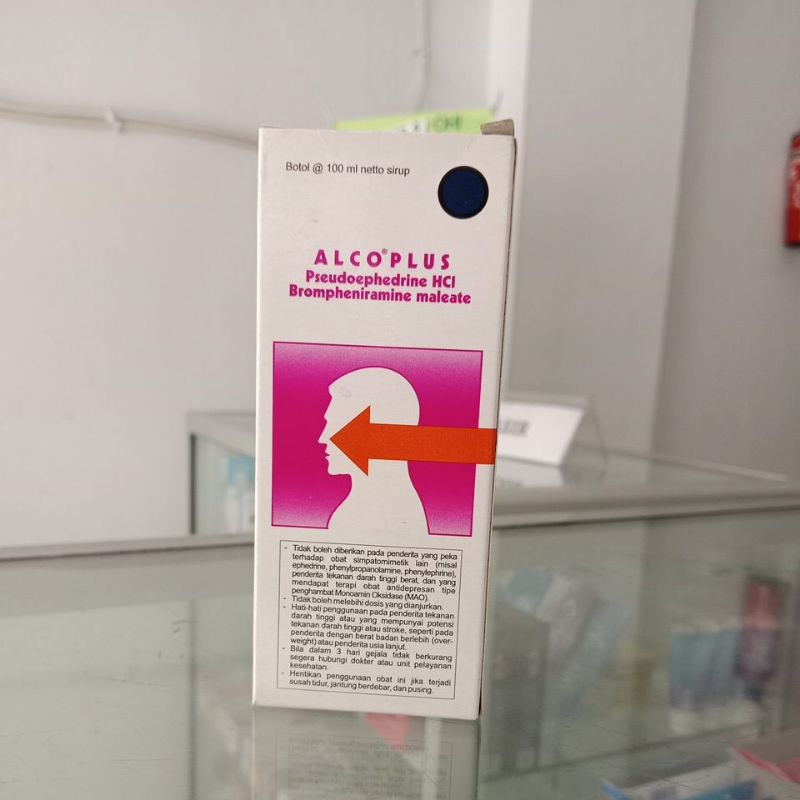 Botol @ 100 ml netto sirup
ALCO®PLUS
Pseudoephedrine HCl
Brompheniramine maleate
- Tidak boleh diberikan pada penderita yang peka
terhadap obat simpatomimetik lain (misal
ephedrine, phenylpropanolamine, phenylephrine),
penderita tekanan darah tinggi berat, dan yang
mendapat terapi obat antidepresan tipe
penghambat Monoamin Oksidase (MAO).
- Tidak boleh melebihi dosis yang dianjurkan.
- Hati-hati penggunaan pada penderita tekanan
darah tinggi atau yang mempunyai potensi
tekanan darah tinggi atau stroke, seperti pada
penderita dengan berat badan berlebih (over-
weight) atau penderita usia lanjut.
- Bila dalam 3 hari gejala tidak berkurang
segera hubungi dokter atau unit pelayanan
kesehatan.
- Hentikan penggunaan obat ini jika terjadi
susah tidur, jantung berdebar, dan pusing.